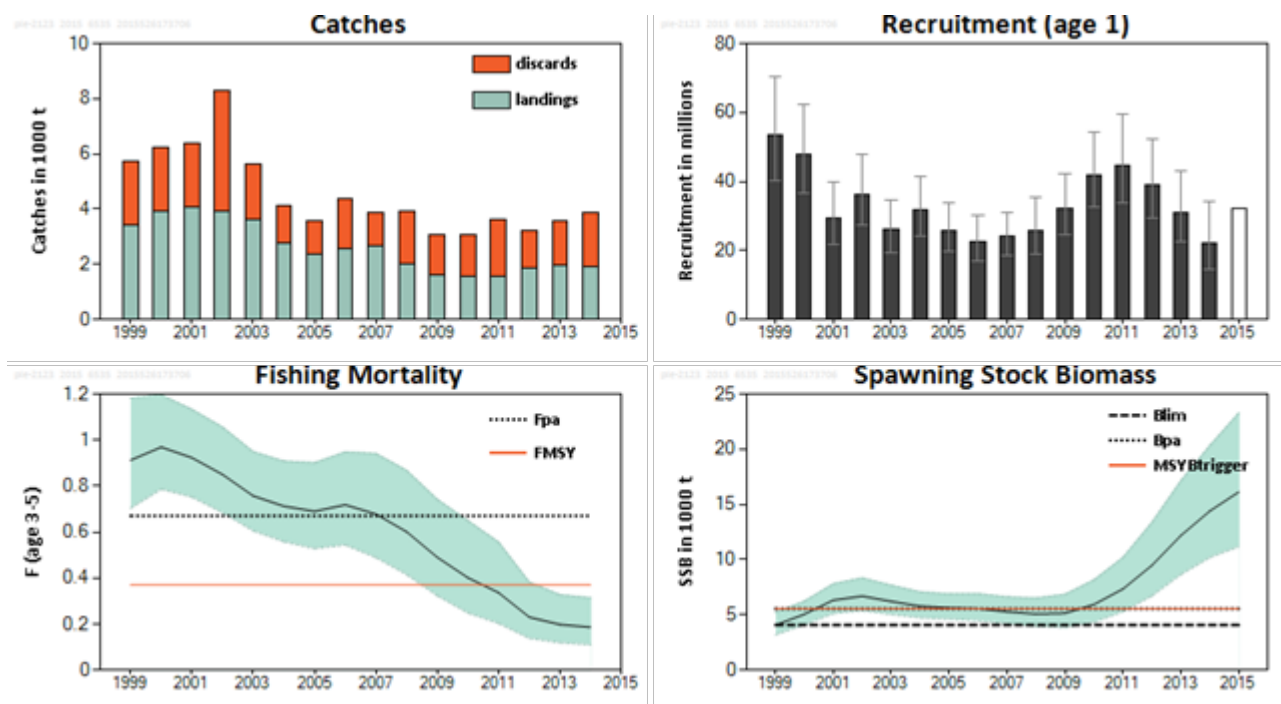 Catches
Catches in 1000 t
10
8
6
4
2
0
discards
landings
1999 2001 2003 2005 2007 2009 2011 2013 2015
Recruitment (age 1)
Recruitment in millions
80
60
40
20
0
1999 2001 2003 2005 2007 2009 2011 2013 2015
Fishing Mortality
F (age 3-5)
1.2
1
0.8
0.6
0.4
0.2
0
Fpa
FMSY
1999 2001 2003 2005 2007 2009 2011 2013 2015
Spawning Stock Biomass
SSB in 1000 t
25
20
15
10
5
0
Blim
Bpa
MSYBtrigger
1999 2001 2003 2005 2007 2009 2011 2013 2015